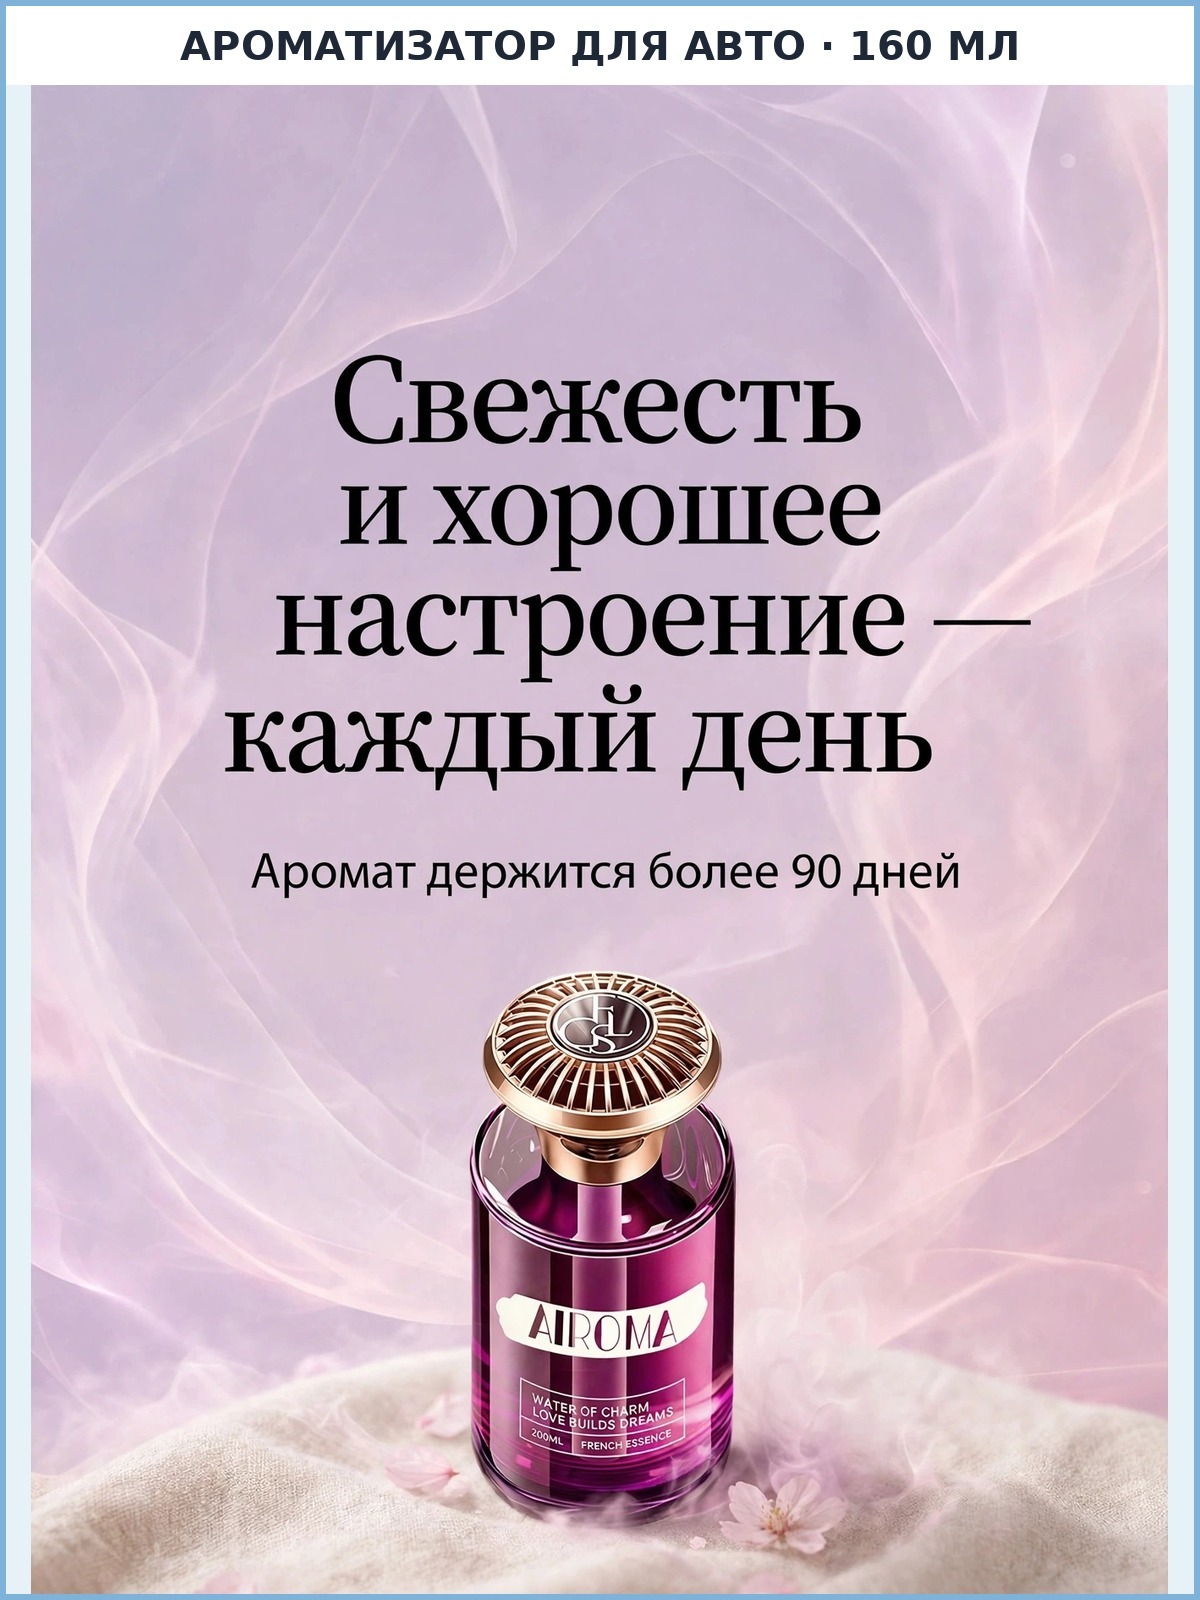 АРОМАТИЗАТОР ДЛЯ АВТО · 160 МЛ
Свежесть
и хорошее
настроение —
каждый день
Аромат держится более 90 дней
AIROMA
WATER OF CHARM
LOVE BUILDS DREAMS
200ML FRENCH ESSENCE